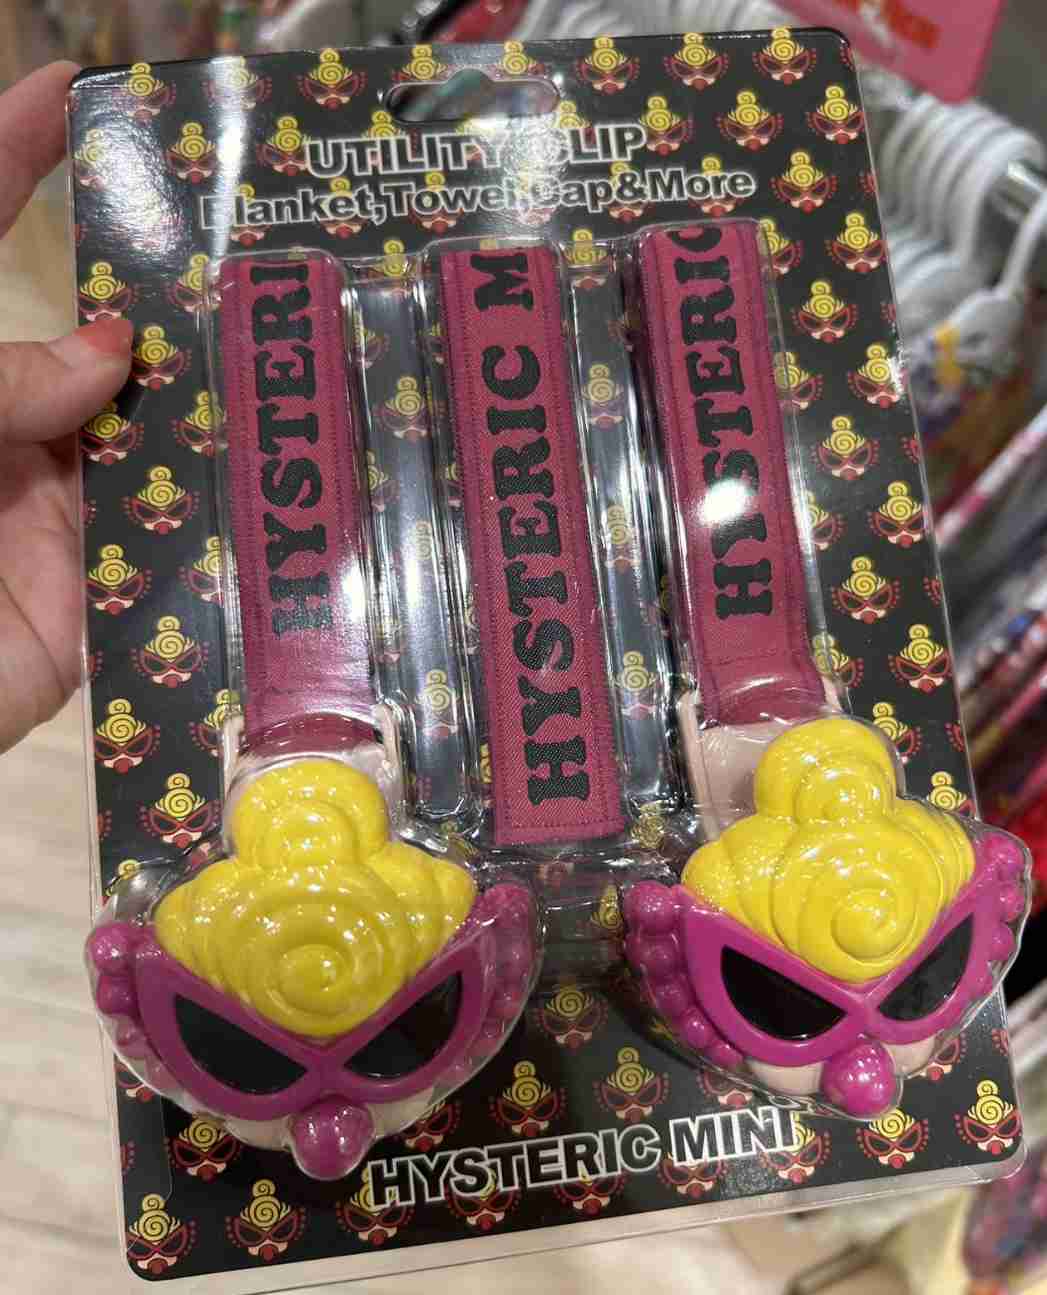 UTILITY CLIP
Blanket,Towel,Cap&More
HYSTERI
HYSTERIC M
HYSTERIC
HYSTERIC MINI